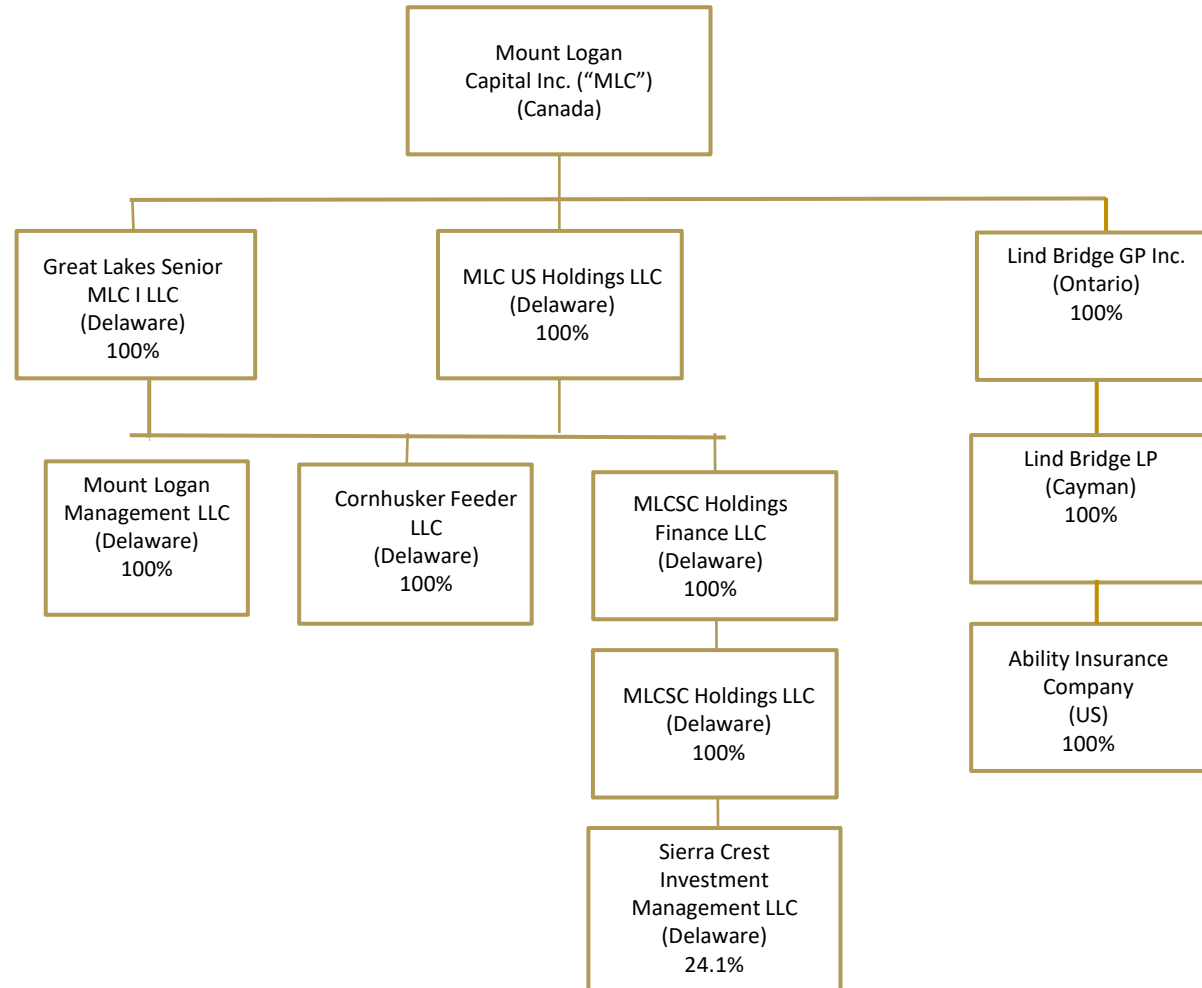 Mount Logan
Capital Inc. (“MLC”)
(Canada)
Great Lakes Senior
MLC I LLC
(Delaware)
100%
MLC US Holdings LLC
(Delaware)
100%
Lind Bridge GP Inc.
(Ontario)
100%
Mount Logan
Management LLC
(Delaware)
100%
Cornhusker Feeder
LLC
(Delaware)
100%
MLCSC Holdings
Finance LLC
(Delaware)
100%
Lind Bridge LP
(Cayman)
100%
MLCSC Holdings LLC
(Delaware)
100%
Ability Insurance
Company
(US)
100%
Sierra Crest
Investment
Management LLC
(Delaware)
24.1%